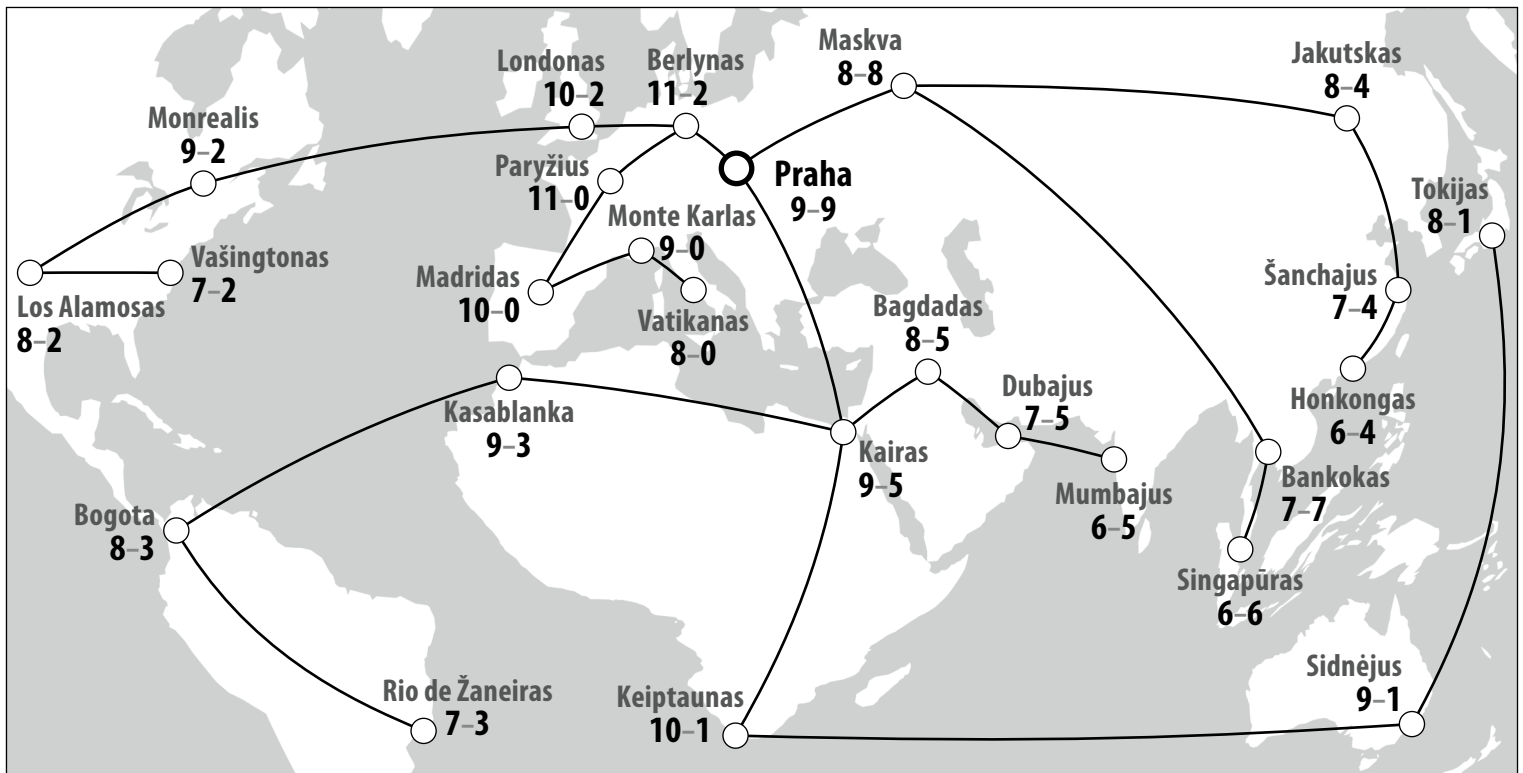 Londonas
10–2
Berlynas
11–2
Maskva
8–8
Jakutskas
8–4
Monrealis
9–2
Paryžius
11–0
Praha
9–9
Tokijas
8–1
Monte Karlas
9–0
Vašingtonas
7–2
Los Alamosas
8–2
Madridas
10–0
Vatikanas
8–0
Bagdadas
8–5
Šanchajus
7–4
Dubajus
7–5
Honkongas
6–4
Kasablanka
9–3
Kairas
9–5
Mumbajus
6–5
Bankokas
7–7
Bogota
8–3
Singapūras
6–6
Rio de Žaneiras
7–3
Keiptaunas
10–1
Sidnėjus
9–1